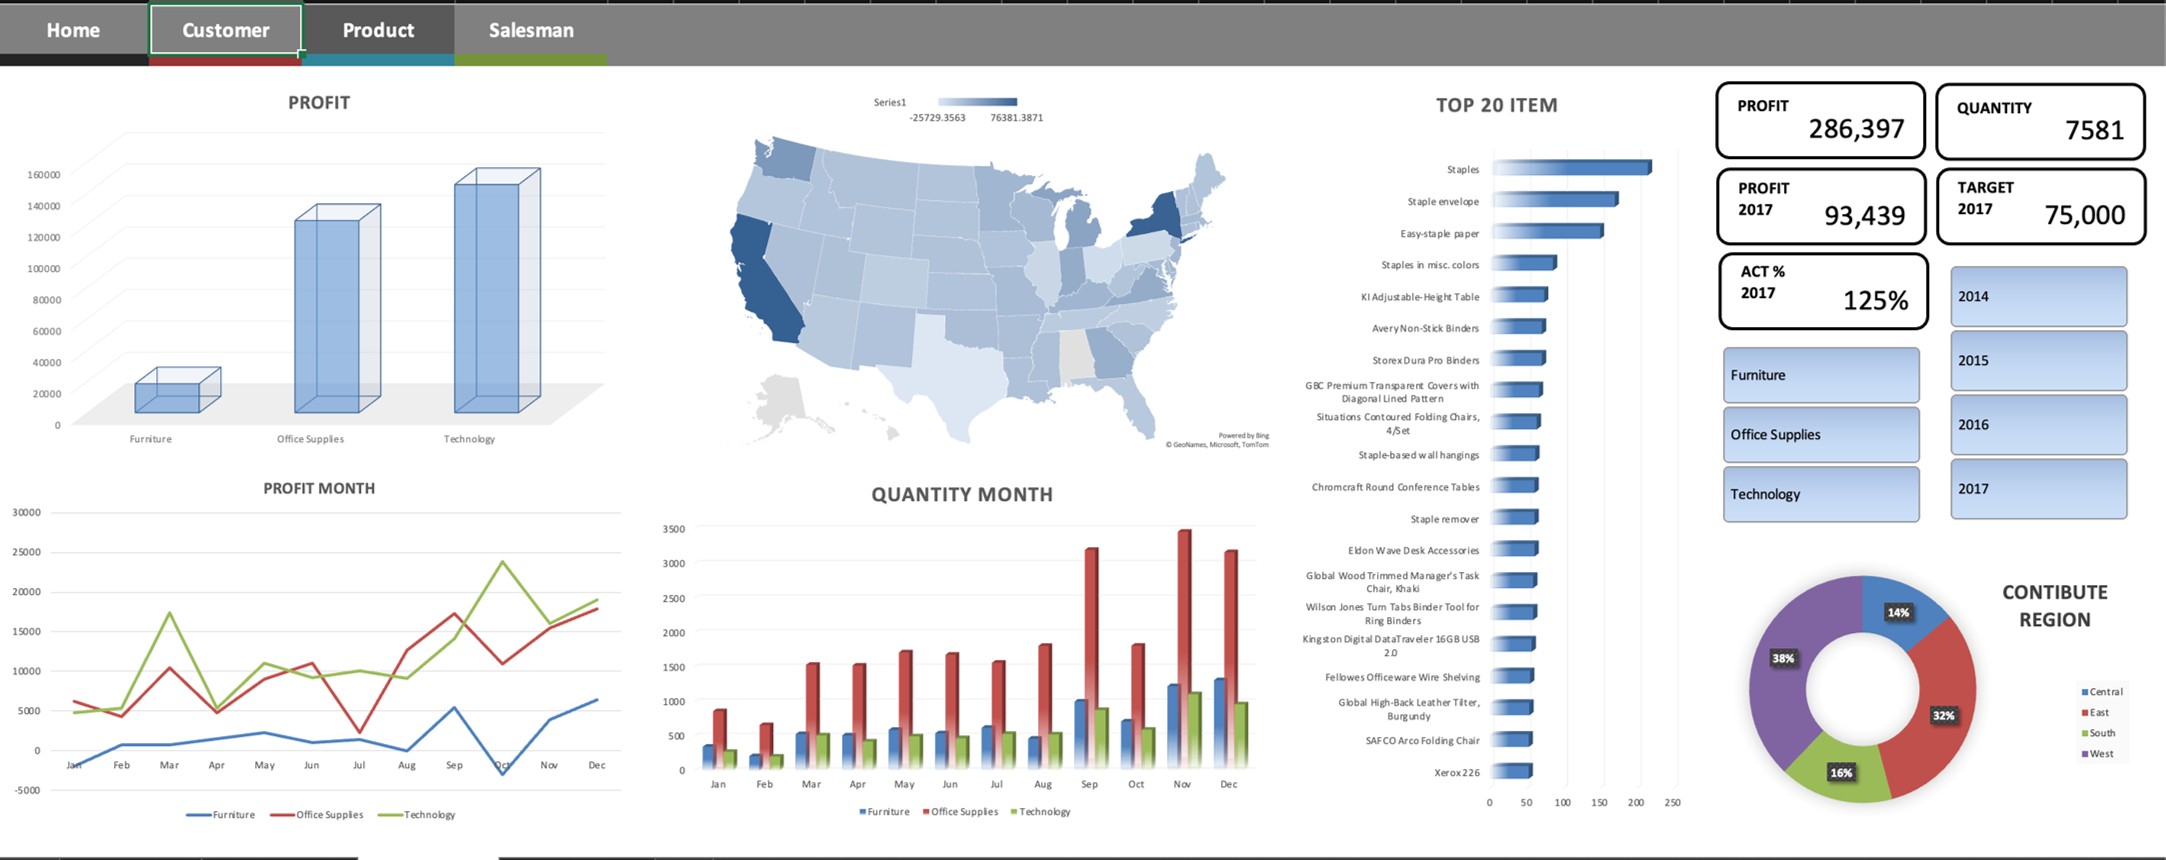 Home
Customer
Product
Salesman
PROFIT
160000
140000
120000
100000
80000
60000
40000
20000
0
Furniture
Office Supplies
Technology
Series1
-25729.3563
76381.3871
Powered by Bing
© GeoNames, Microsoft, TomTom
TOP 20 ITEM
Staples
Staple envelope
Easy-staple paper
Staples in misc. colors
KI Adjustable-Height Table
Avery Non-Stick Binders
Storex Dura Pro Binders
GBC Premium Transparent Covers with
Diagonal Lined Pattern
Situations Contoured Folding Chairs,
4/Set
Staple-based wall hangings
Chromcraft Round Conference Tables
Staple remover
Eldon Wave Desk Accessories
Global Wood Trimmed Manager's Task
Chair, Khaki
Wilson Jones Turn Tabs Binder Tool for
Ring Binders
Kingston Digital DataTraveler 16GB USB
2.0
Fellowes Officeware Wire Shelving
Global High-Back Leather Tilter,
Burgundy
SAFCO Arco Folding Chair
Xerox 226
0 50 100 150 200 250
PROFIT
286,397
QUANTITY
7581
PROFIT
2017
93,439
TARGET
2017
75,000
ACT %
2017
125%
2014
2015
2016
2017
Furniture
Office Supplies
Technology
PROFIT MONTH
30000
25000
20000
15000
10000
5000
0
-5000
Jan Feb Mar Apr May Jun Jul Aug Sep Oct Nov Dec
Furniture Office Supplies Technology
QUANTITY MONTH
3500
3000
2500
2000
1500
1000
500
0
Jan Feb Mar Apr May Jun Jul Aug Sep Oct Nov Dec
Furniture Office Supplies Technology
CONTIBUTE
REGION
14%
32%
16%
38%
Central
East
South
West